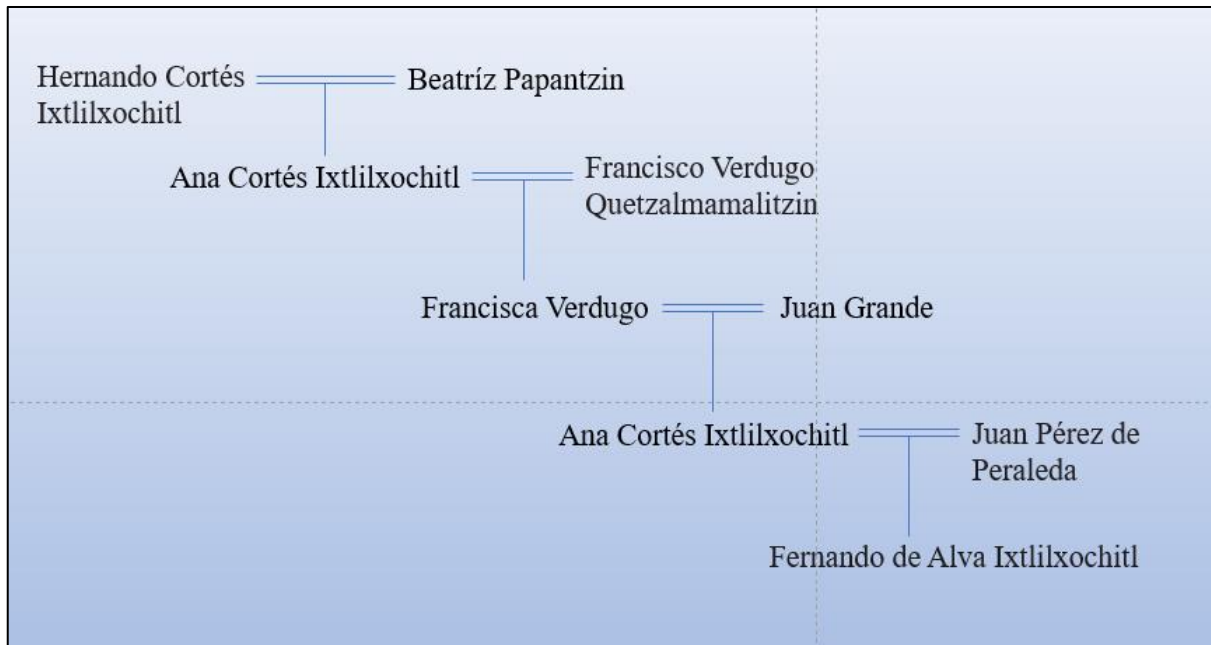 Hernando Cortés
Ixtlilxochitl
Beatríz Papantzin
Ana Cortés Ixtlilxochitl
Francisco Verdugo
Quetzalmamalitzin
Francisca Verdugo
Juan Grande
Ana Cortés Ixtlilxochitl
Juan Pérez de
Peraleda
Fernando de Alva Ixtlilxochitl